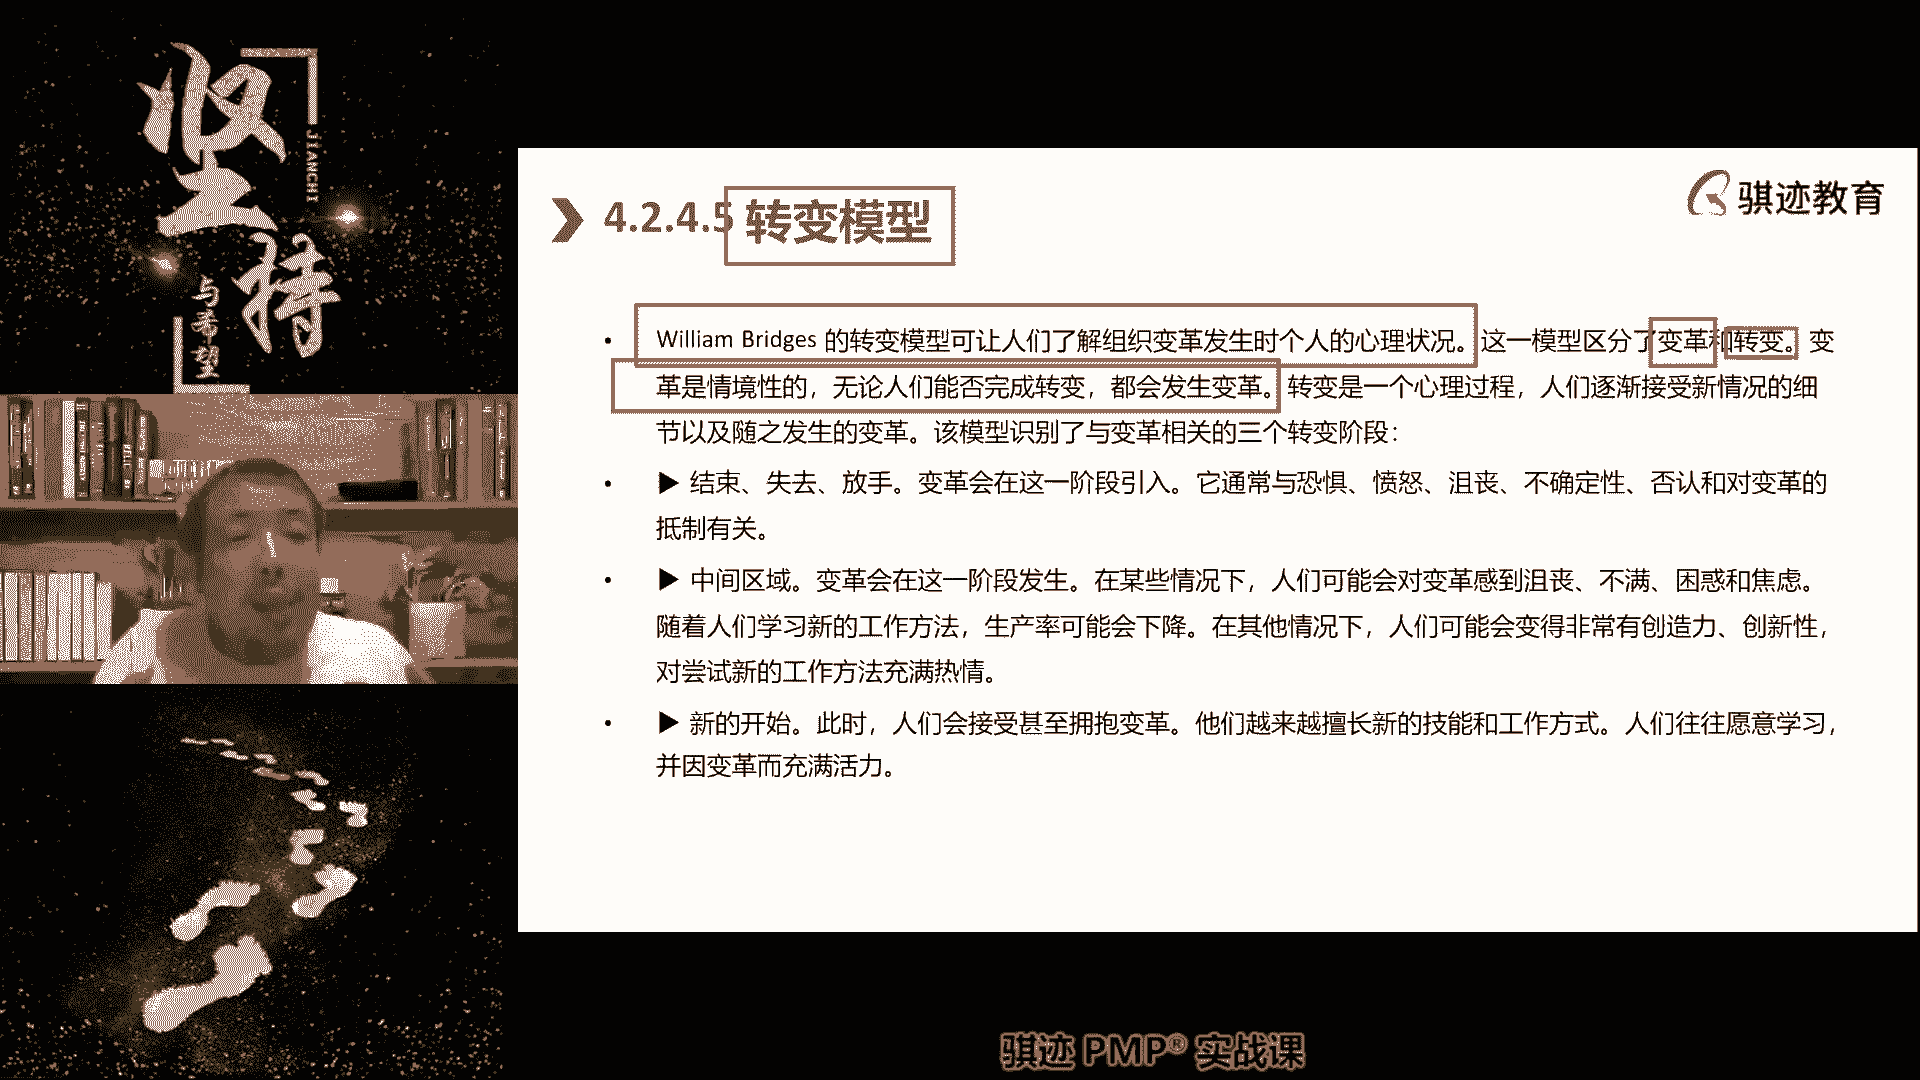 坚持
JIANCHI
与希望
骐迹教育
4.2.4.5 转变模型
• William Bridges 的转变模型可让人们了解组织变革发生时个人的心理状况。这一模型区分了变革和转变。变
革是情境性的，无论人们能否完成转变，都会发生变革。转变是一个心理过程，人们逐渐接受新情况的细
节以及随之发生的变革。该模型识别了与变革相关的三个转变阶段：
• ▶ 结束、失去、放手。变革会在这一阶段引入。它通常与恐惧、愤怒、沮丧、不确定性、否认和对变革的
抵制有关。
• ▶ 中间区域。变革会在这一阶段发生。在某些情况下，人们可能会对变革感到沮丧、不满、困惑和焦虑。
随着人们学习新的工作方法，生产率可能会下降。在其他情况下，人们可能会变得非常有创造力、创新性，
对尝试新的工作方法充满热情。
• ▶ 新的开始。此时，人们会接受甚至拥抱变革。他们越来越擅长新的技能和工作方式。人们往往愿意学习，
并因变革而充满活力。
骐迹 PMP® 实战课